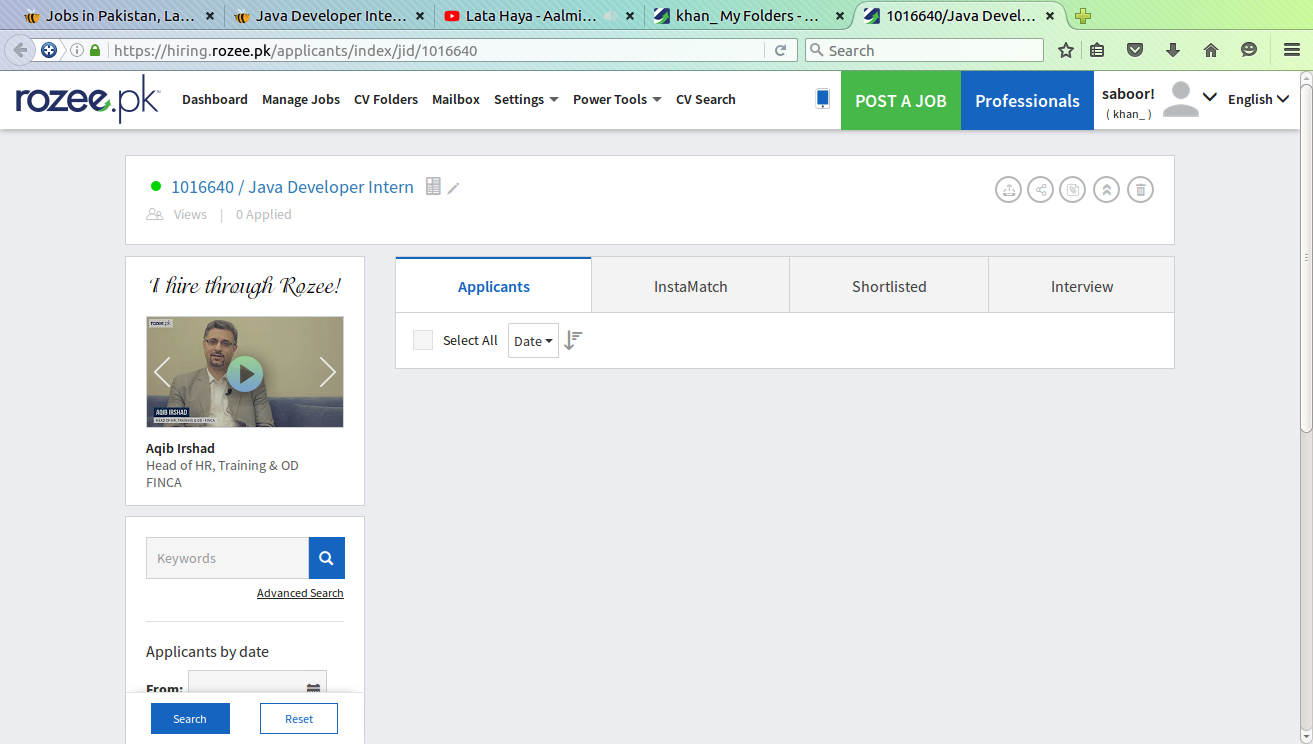 Jobs in Pakistan, La...
Java Developer Inte...
Lata Haya - Aalmi...
khan_ My Folders - ...
1016640/Java Devel...
https://hiring.rozee.pk/applicants/index/jid/1016640
Search
rozee.pk
Dashboard
Manage Jobs
CV Folders
Mailbox
Settings
Power Tools
CV Search
POST A JOB
Professionals
saboor!
( khan_ )
English
1016640 / Java Developer Intern
Views | 0 Applied
I hire through Rozee!
rozee.pk
AQIB IRSHAD
HEAD OF HR, TRAINING & OD - FINCA
Aqib Irshad
Head of HR, Training & OD
FINCA
Keywords
Advanced Search
Applicants by date
From:
Search
Reset
Applicants
InstaMatch
Shortlisted
Interview
Select All
Date